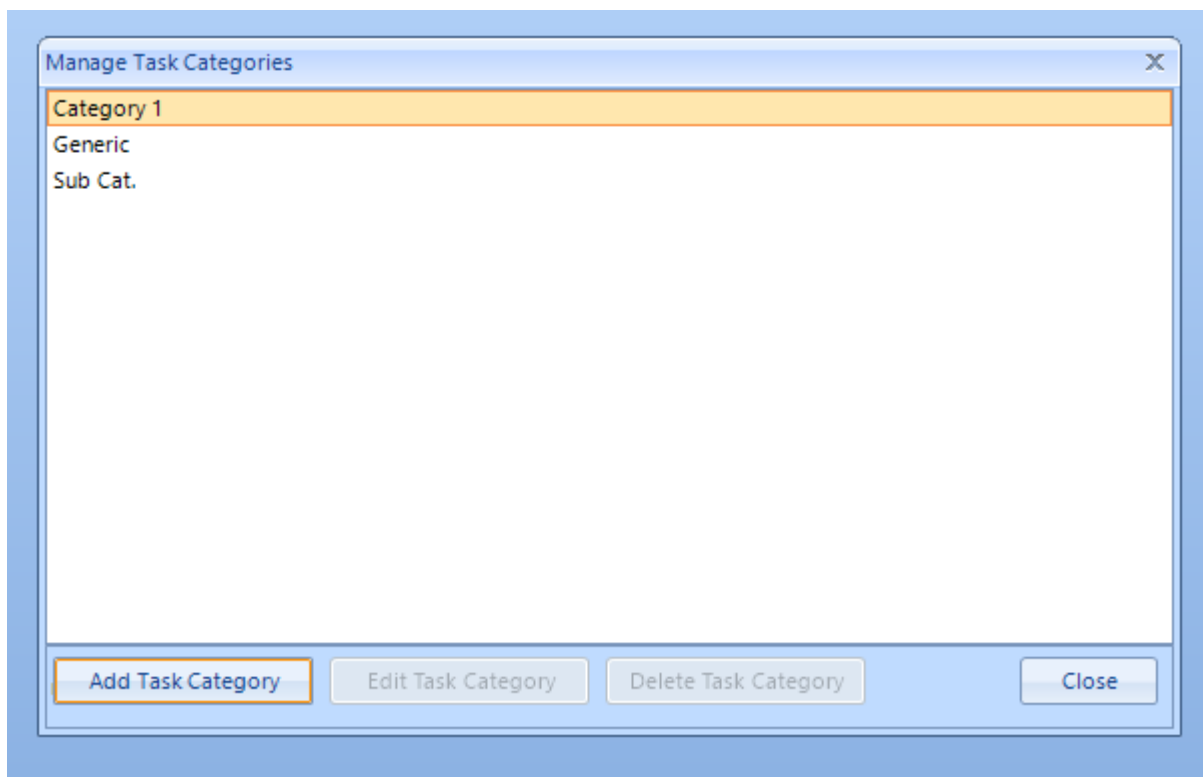 Manage Task Categories
Category 1
Generic
Sub Cat.
Add Task Category Edit Task Category Delete Task Category Close